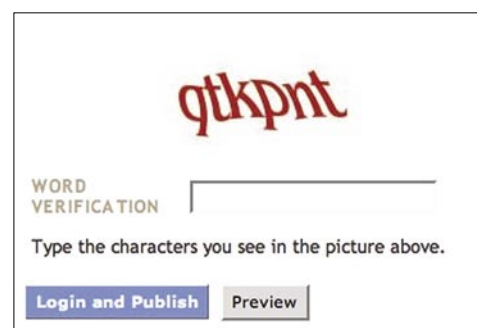 qtkpnt
WORD
VERIFICATION
Type the characters you see in the picture above.
Login and Publish Preview